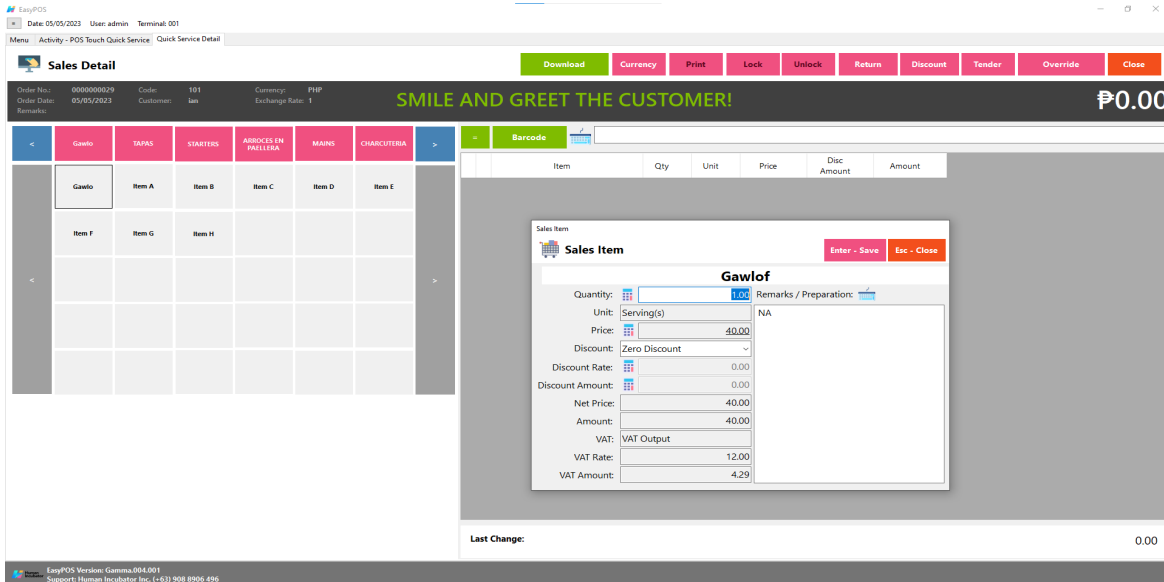 EasyPOS
Date: 05/05/2023 User: admin Terminal: 001
Menu Activity - POS Touch Quick Service Quick Service Detail
Sales Detail
Download Currency Print Lock Unlock Return Discount Tender Override Close
Order No.: 0000000029 Code: 101 Currency: PHP
Order Date: 05/05/2023 Customer: ian Exchange Rate: 1
Remarks:
SMILE AND GREET THE CUSTOMER!
₱0.00
< Gawlo TAPAS STARTERS ARROCES EN PAELLERA MAINS CHARCUTERIA >
Gawlo Item A Item B Item C Item D Item E
Item F Item G Item H
< >
= Barcode
Item Qty Unit Price Disc Amount Amount
Sales Item
Sales Item
Enter - Save Esc - Close
Gawlof
Quantity: 1.00 Remarks / Preparation:
Unit: Serving(s) NA
Price: 40.00
Discount: Zero Discount
Discount Rate: 0.00
Discount Amount: 0.00
Net Price: 40.00
Amount: 40.00
VAT: VAT Output
VAT Rate: 12.00
VAT Amount: 4.29
Last Change: 0.00
Human Incubator
EasyPOS Version: Gamma.004.001
Support: Human Incubator Inc. (+63) 908 8906 496